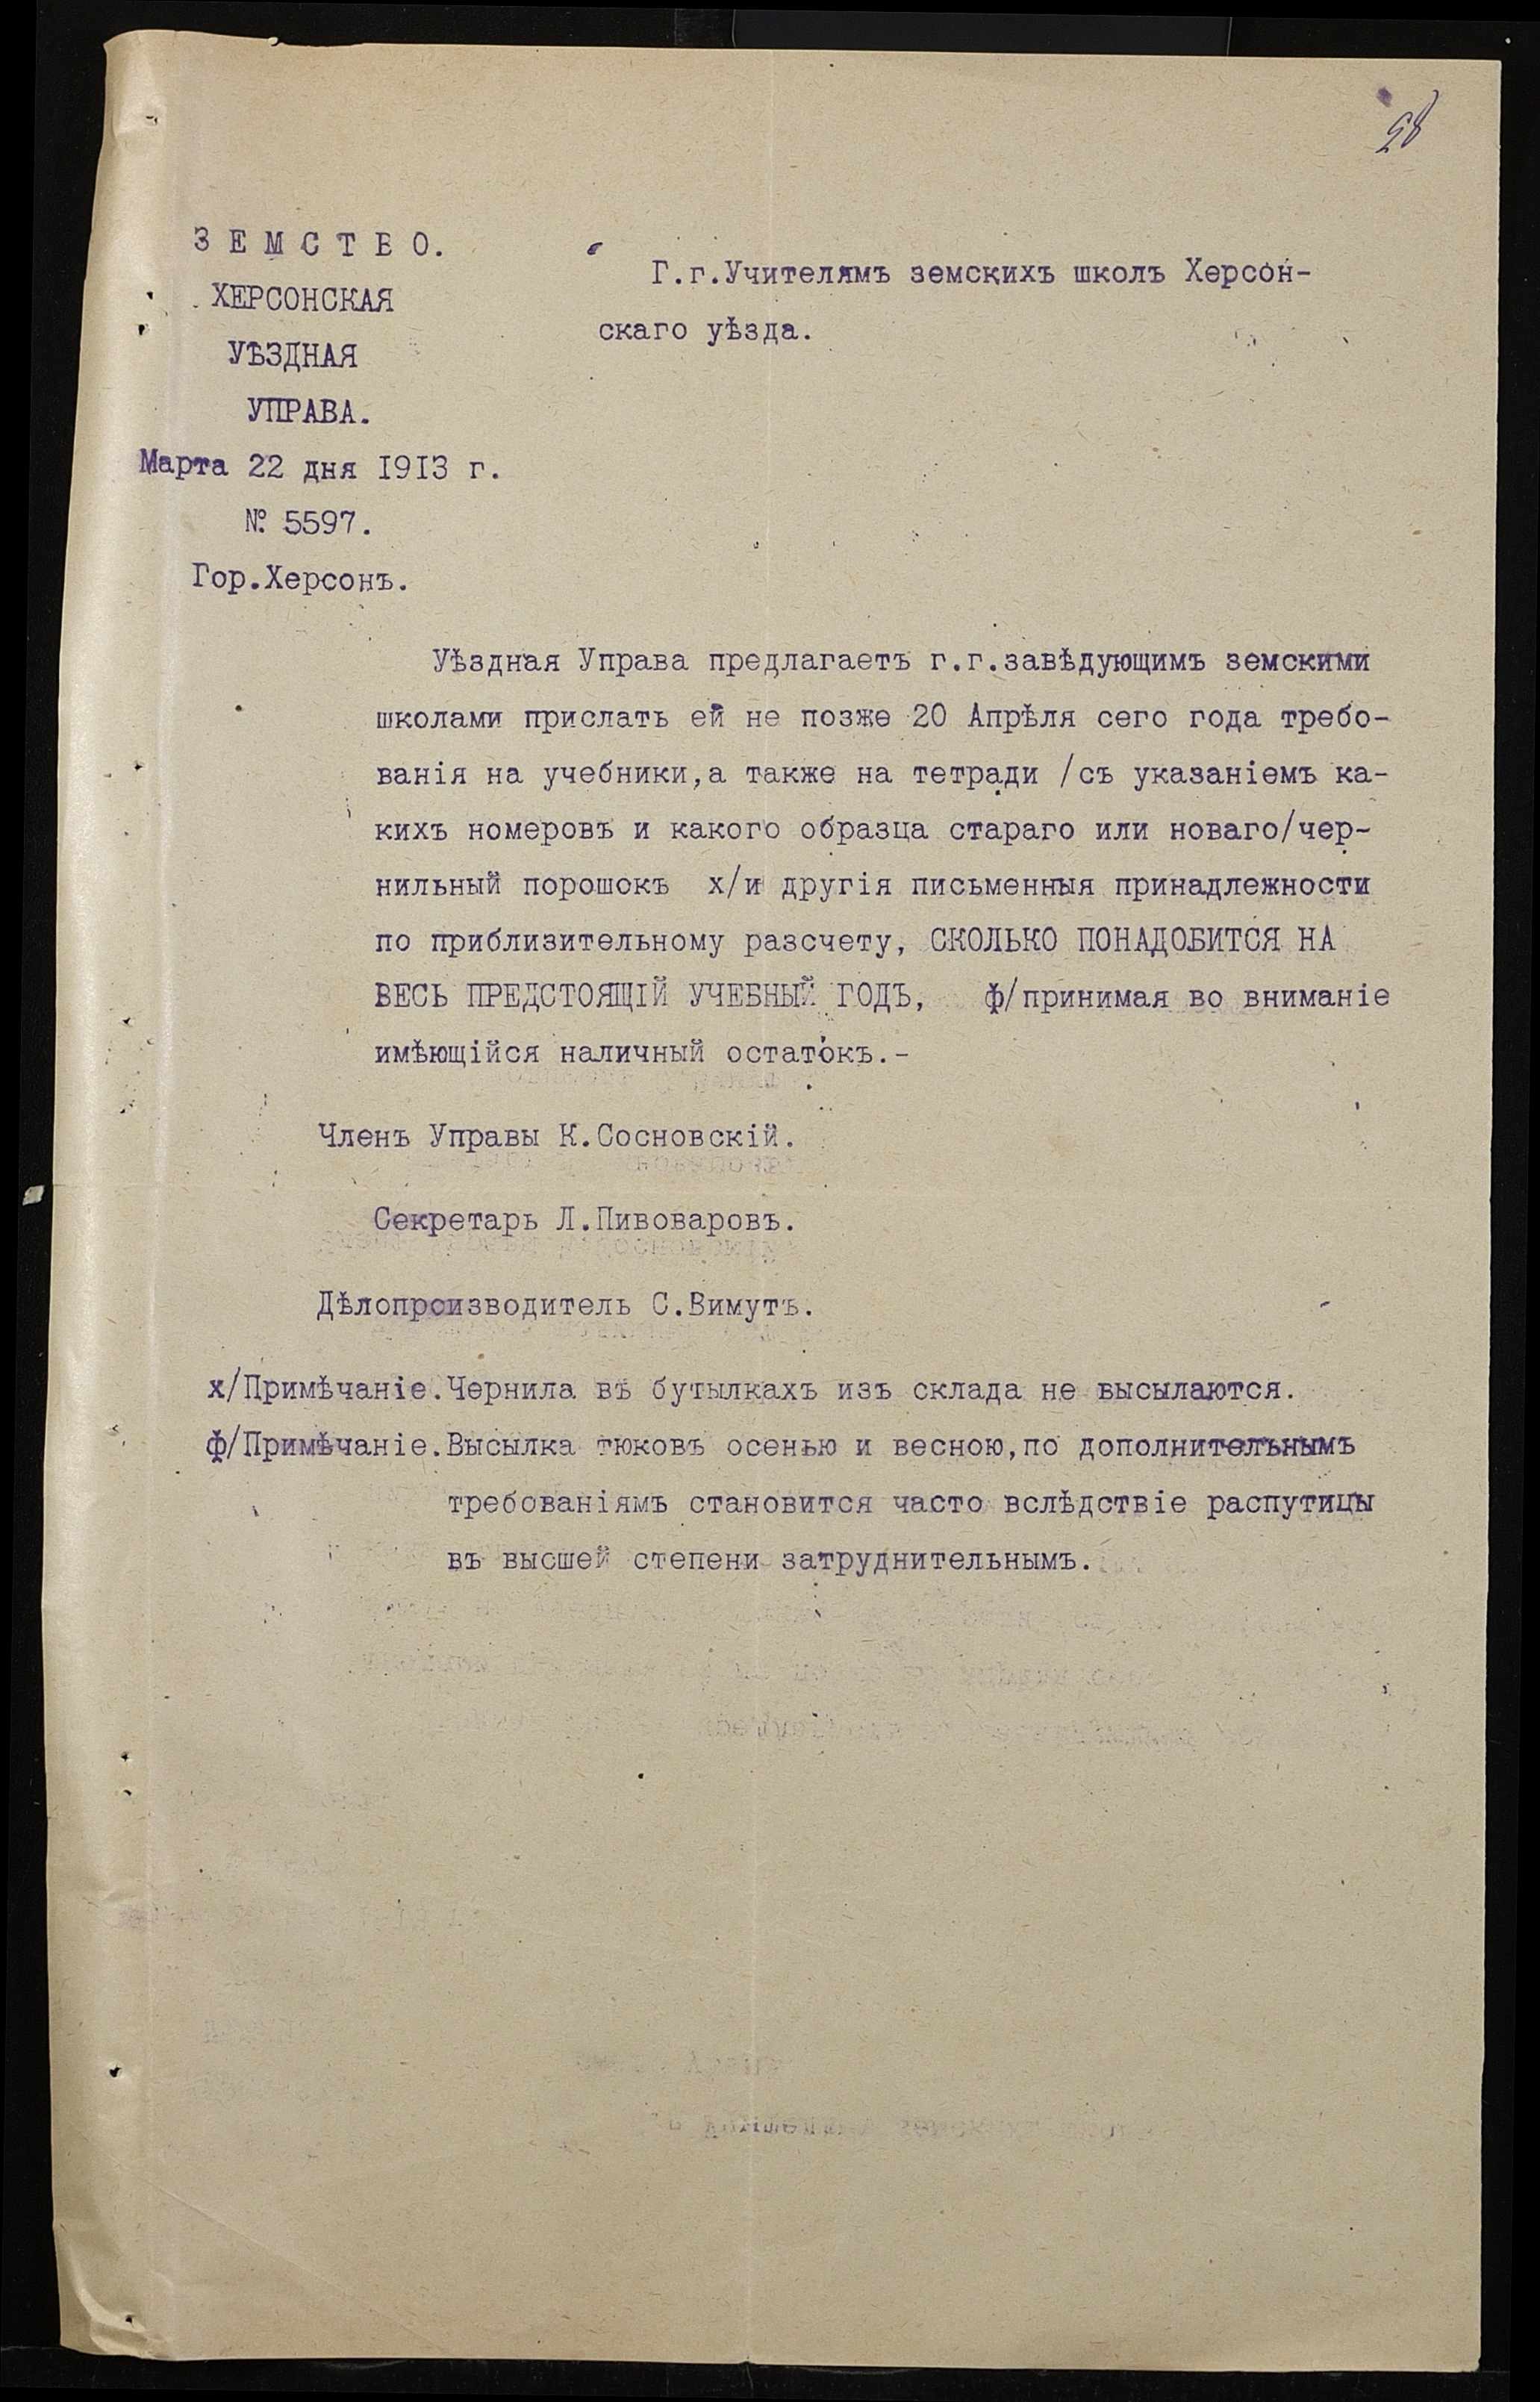 58
З Е М С Т В О.
ХЕРСОНСКАЯ
УѢЗДНАЯ
УПРАВА.
Марта 22 дня I9I3 г.
№ 5597.
Гор.Херсонъ.
Г.г.Учителямъ земскихъ школъ Херсон-
скаго уѣзда.
Уѣздная Управа предлагаетъ г.г.завѣдующимъ земскими
школами прислать ей не позже 20 Апрѣля сего года требо-
ванія на учебники,а также на тетради /съ указаніемъ ка-
кихъ номеровъ и какого образца стараго или новаго/чер-
нильный порошокъ х/и другія письменныя принадлежности
по приблизительному разсчету, СКОЛЬКО ПОНАДОБИТСЯ НА
ВЕСЬ ПРЕДСТОЯЩІЙ УЧЕБНЫЙ ГОДЪ, ф/принимая во вниманіе
имѣющійся наличный остатокъ.-
Членъ Управы К.Сосновскій.
Секретарь Л.Пивоваровъ.
Дѣлопроизводитель С.Вимутъ.
х/Примѣчаніе.Чернила въ бутылкахъ изъ склада не высылаются.
ф/Примѣчаніе.Высылка тюковъ осенью и весною,по дополнительнымъ
требованіямъ становится часто вслѣдствіе распутицы
въ высшей степени затруднительнымъ.